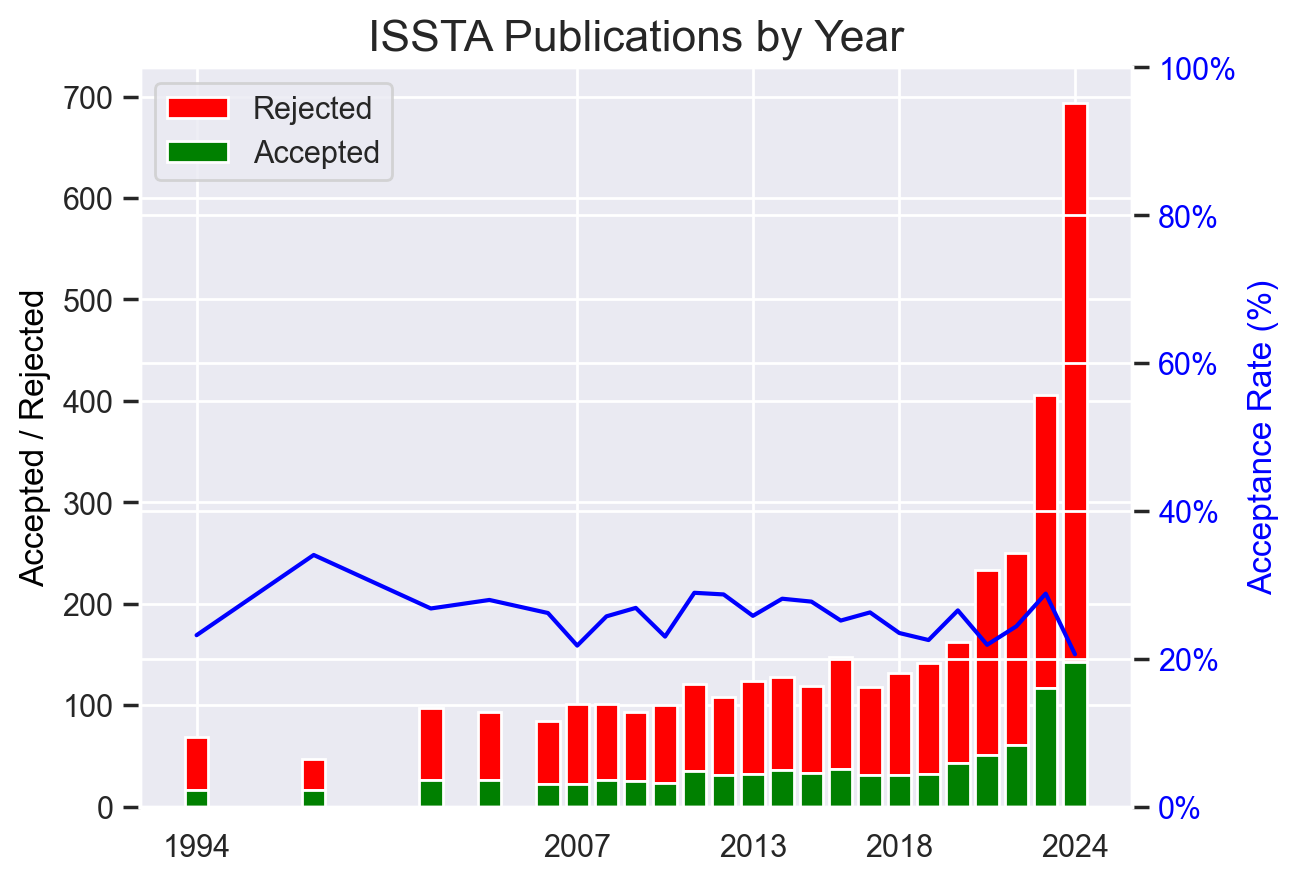 ISSTA Publications by Year
Rejected
Accepted
Accepted / Rejected
700
600
500
400
300
200
100
0
100%
80%
60%
40%
20%
0%
Acceptance Rate (%)
1994 2007 2013 2018 2024